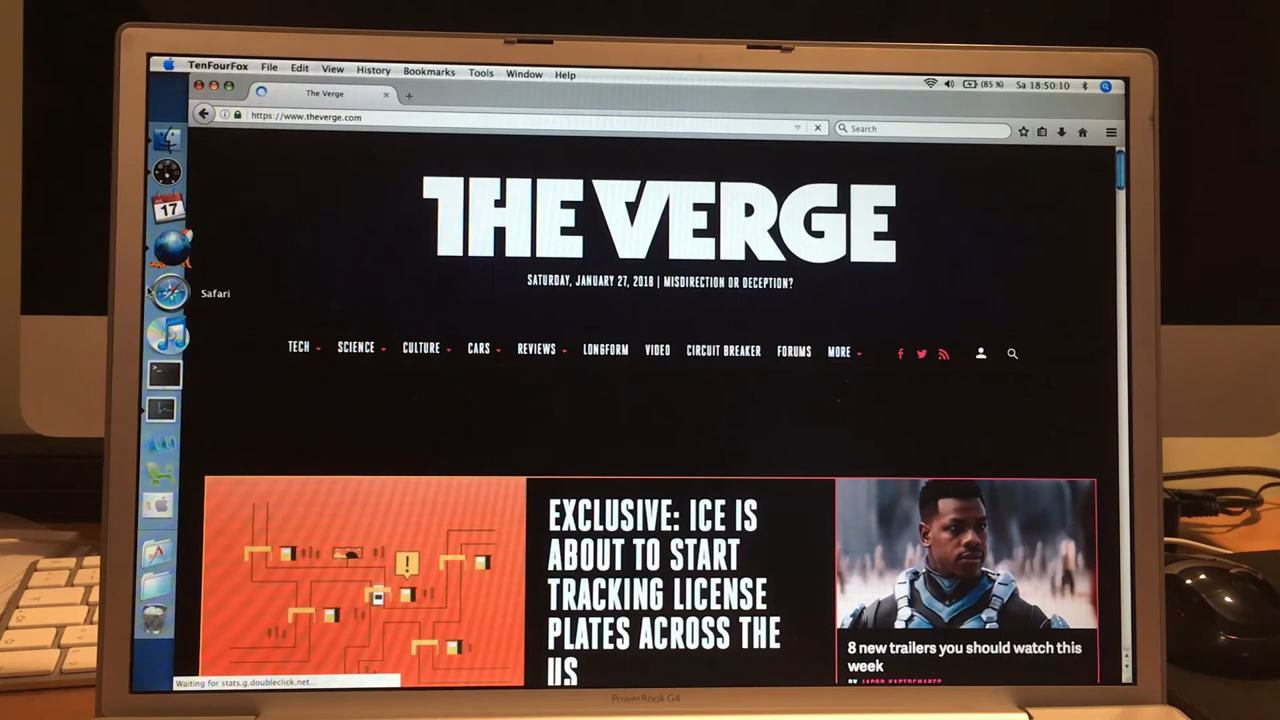 TenFourFox File Edit View History Bookmarks Tools Window Help (85%) Sa 18:50:10
The Verge
https://www.theverge.com Search
17
THE VERGE
SATURDAY, JANUARY 27, 2018 | MISDIRECTION OR DECEPTION?
Safari
TECH SCIENCE CULTURE CARS REVIEWS LONGFORM VIDEO CIRCUIT BREAKER FORUMS MORE
EXCLUSIVE: ICE IS
ABOUT TO START
TRACKING LICENSE
PLATES ACROSS THE
US
!
8 new trailers you should watch this
week
BY JACOB KASTRENAKES
Waiting for stats.g.doubleclick.net...
PowerBook G4